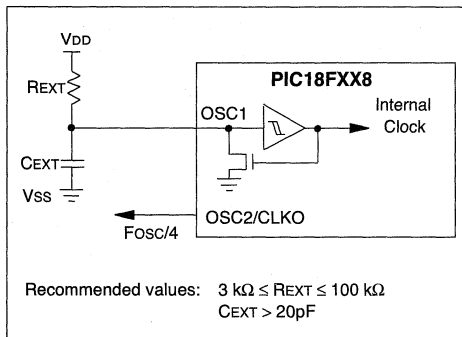 VDD
REXT
CEXT
VSS
PIC18FXX8
OSC1
Internal
Clock
OSC2/CLKO
FOSC/4
Recommended values: 3 kΩ ≤ REXT ≤ 100 kΩ
CEXT > 20pF